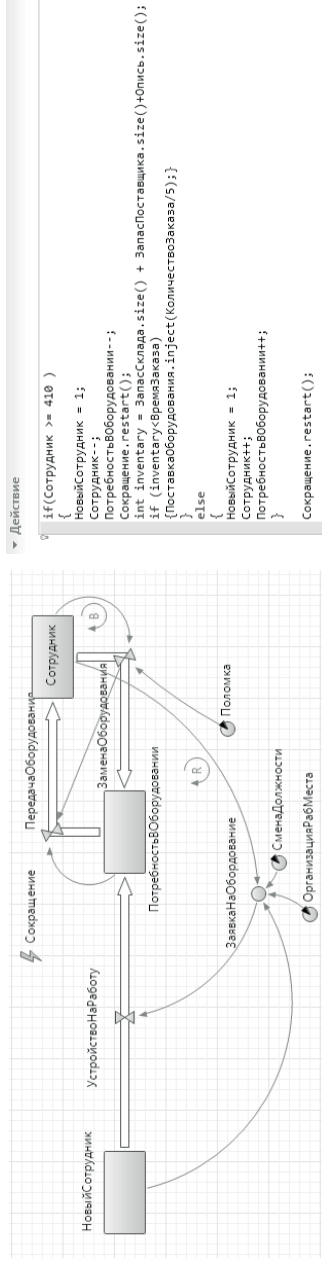 НовыйСотрудник
УстройствоНаРаботу
Сокращение
ПередачаОборудования
Сотрудник
B
ЗаменаОборудования
ПотребностьВОборудовании
R
ЗаявкаНаОбордование
Поломка
СменаДолжности
ОрганизацияРабМеста
Действие
if(Сотрудник >= 410 )
{
НовыйСотрудник = 1;
Сотрудник--;
ПотребностьВОборудовании--;
Сокращение.restart();
int inventory = ЗапасСклада.size() + ЗапасПоставщика.size()+Опись.size();
if (inventory<ВремяЗаказа)
{ПоставкаОборудования.inject(КоличествоЗаказа/5);}
else
{
НовыйСотрудник = 1;
Сотрудник++;
ПотребностьВОборудовании++;
}
Сокращение.restart();